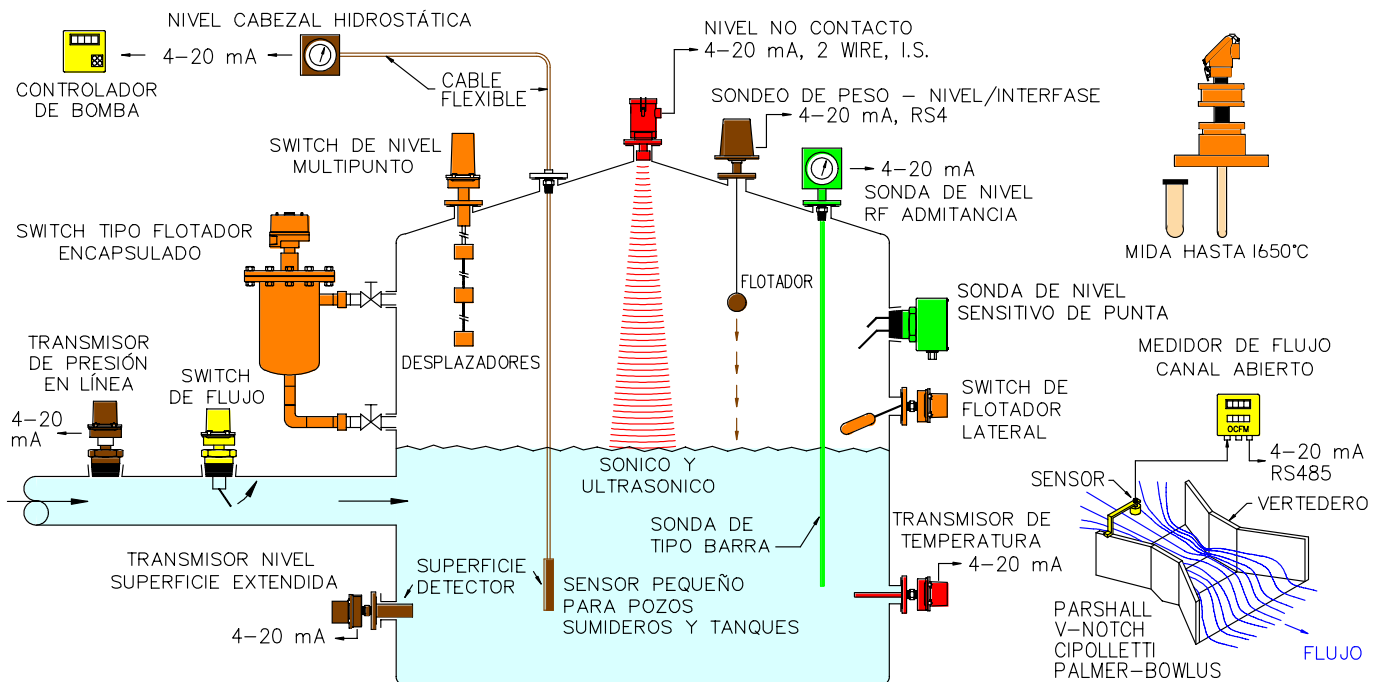 NIVEL CABEZAL HIDROSTÁTICA
4-20 mA
CONTROLADOR
DE BOMBA
CABLE
FLEXIBLE
NIVEL NO CONTACTO
4-20 mA, 2 WIRE, I.S.
SONDEO DE PESO - NIVEL/INTERFASE
4-20 mA, RS4
SWITCH DE NIVEL
MULTIPUNTO
4-20 mA
SONDA DE NIVEL
RF ADMITANCIA
MIDA HASTA 1650°C
SWITCH TIPO FLOTADOR
ENCAPSULADO
FLOTADOR
SONDA DE NIVEL
SENSITIVO DE PUNTA
DESPLAZADORES
TRANSMISOR
DE PRESIÓN
EN LÍNEA
4-20
mA
SWITCH
DE FLUJO
SWITCH DE
FLOTADOR
LATERAL
MEDIDOR DE FLUJO
CANAL ABIERTO
OCFM
4-20 mA
RS485
SENSOR
VERTEDERO
SONICO Y
ULTRASONICO
SONDA DE
TIPO BARRA
TRANSMISOR DE
TEMPERATURA
4-20 mA
TRANSMISOR NIVEL
SUPERFICIE EXTENDIDA
4-20 mA
SUPERFICIE
DETECTOR
SENSOR PEQUEÑO
PARA POZOS
SUMIDEROS Y TANQUES
PARSHALL
V-NOTCH
CIPOLLETTI
PALMER-BOWLUS
FLUJO